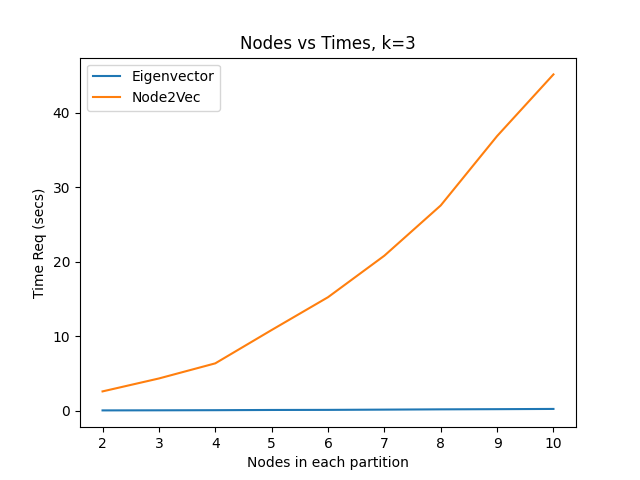 Nodes vs Times, k=3
Eigenvector
Node2Vec
Time Req (secs)
40
30
20
10
0
2 3 4 5 6 7 8 9 10
Nodes in each partition